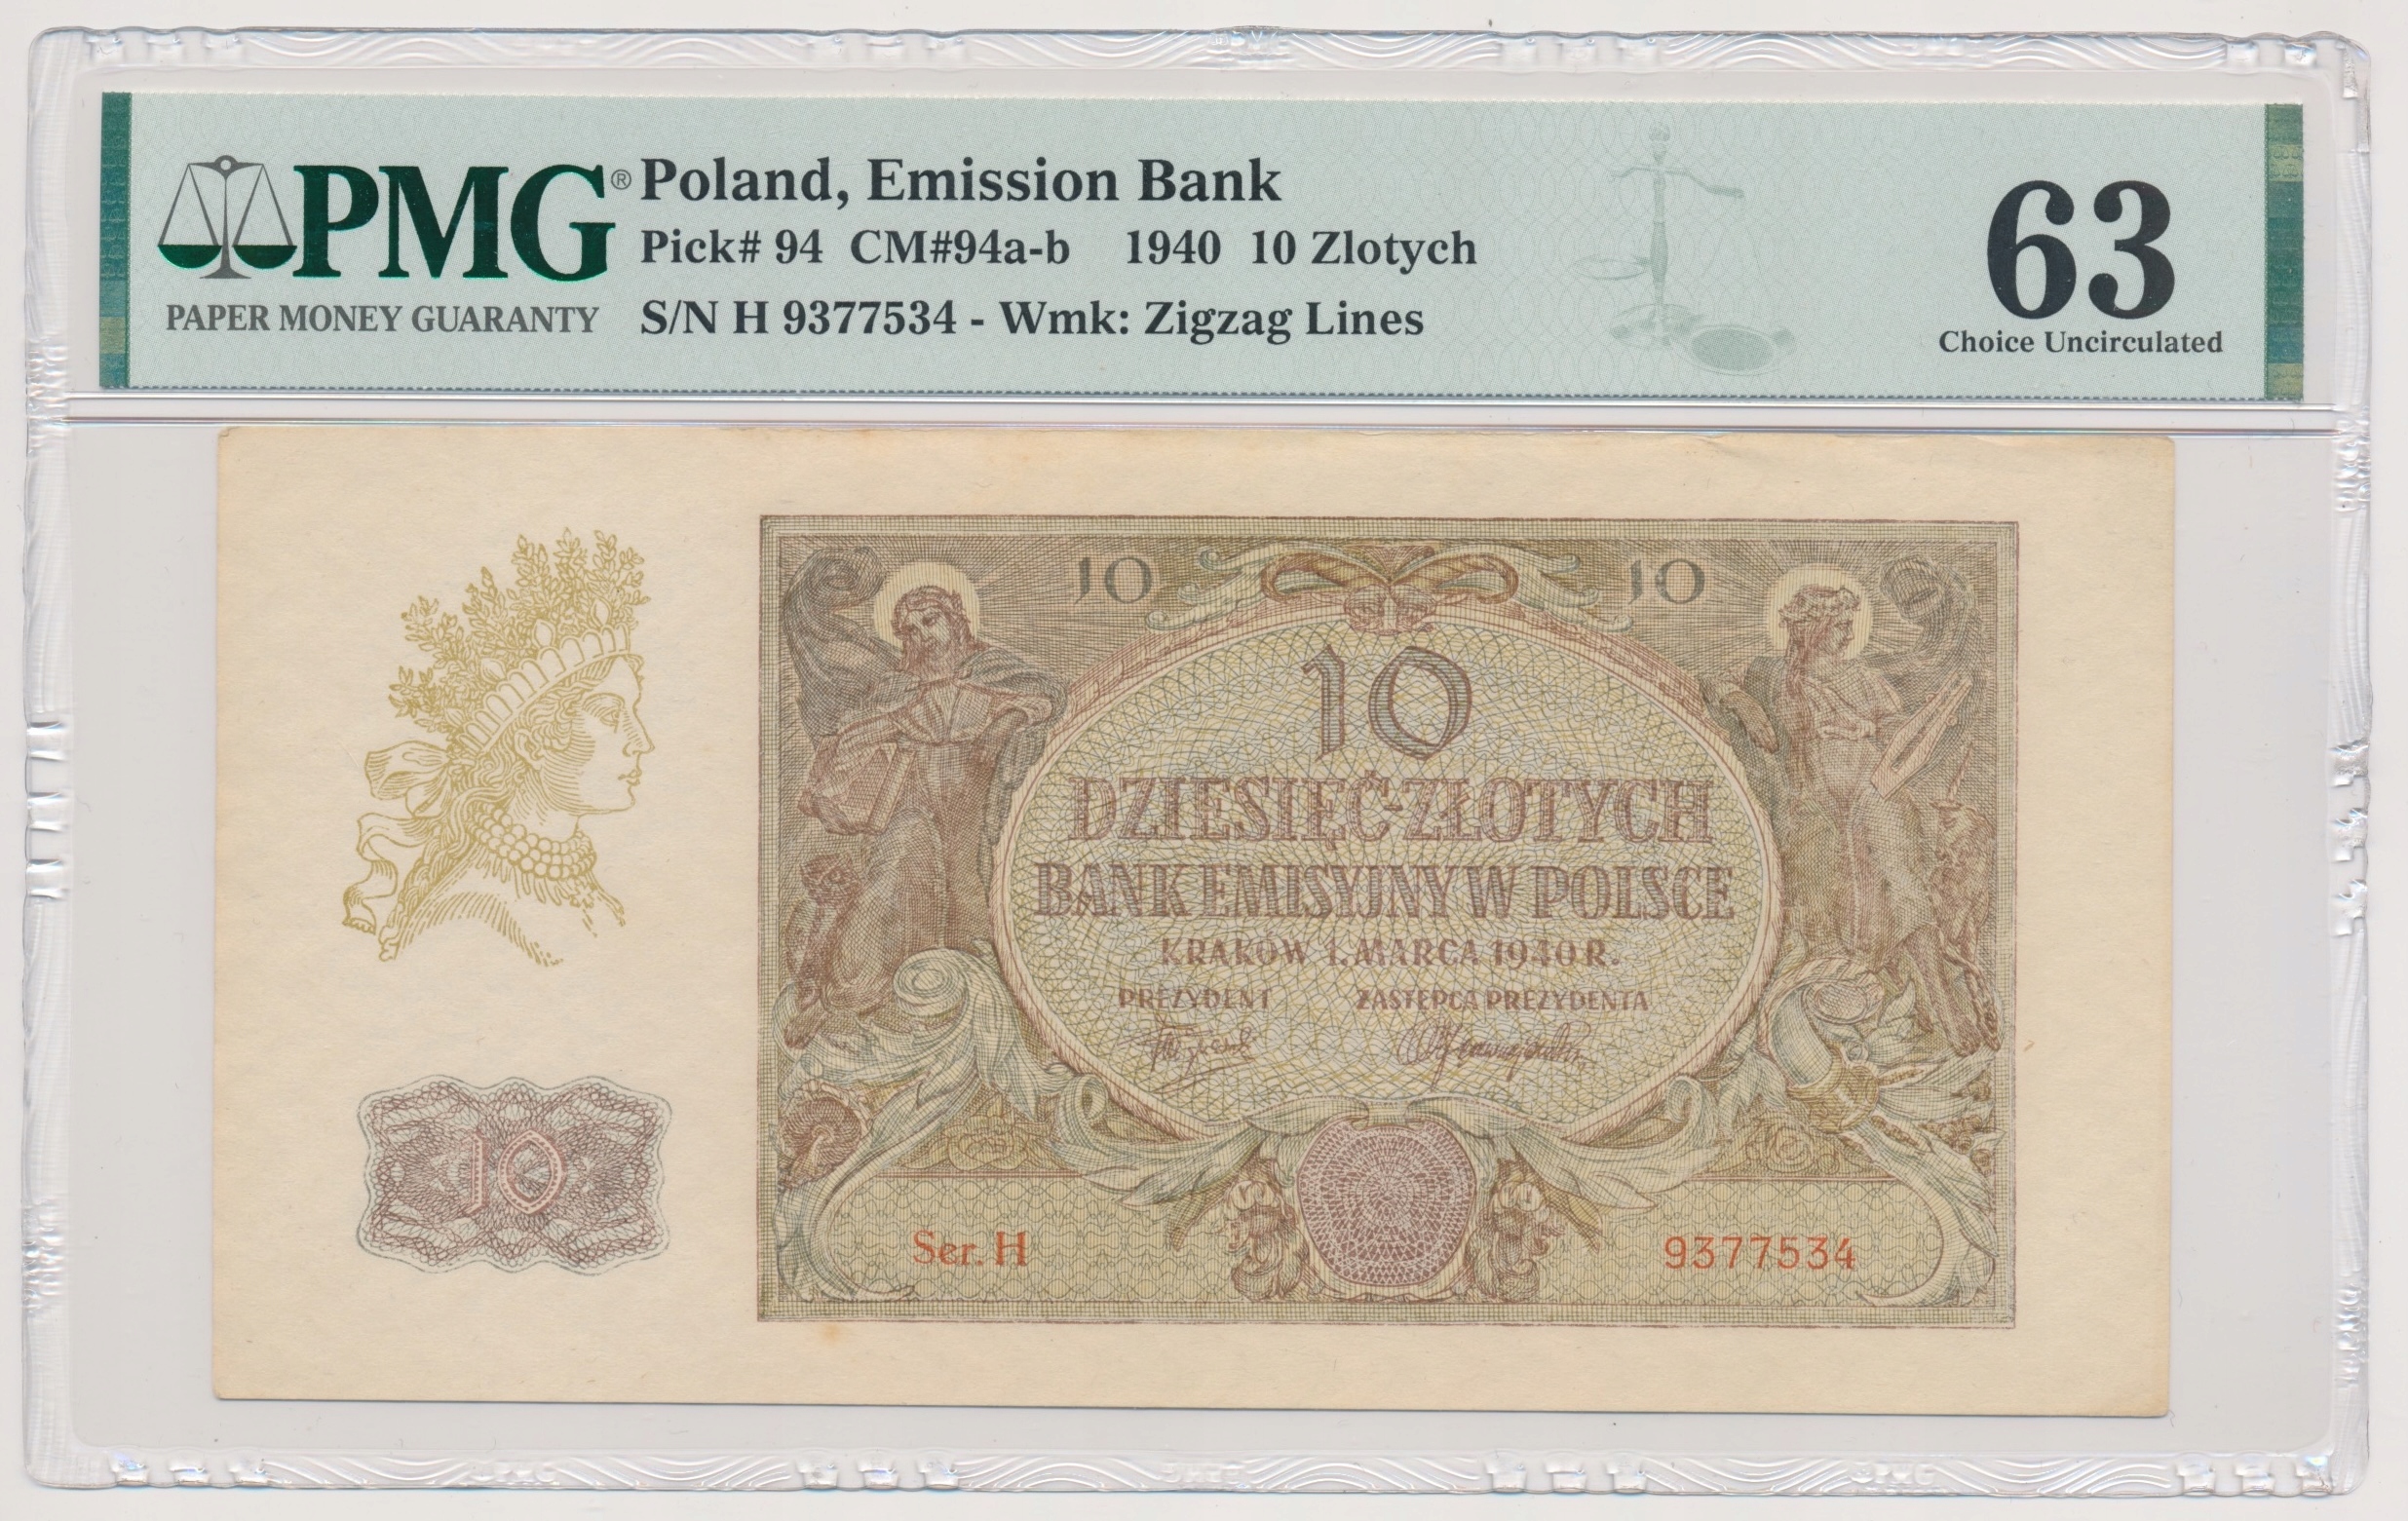 PMG®
PAPER MONEY GUARANTY
Poland, Emission Bank
Pick# 94 CM#94a-b 1940 10 Zlotych
S/N H 9377534 - Wmk: Zigzag Lines
63
Choice Uncirculated
10 10
10
DZIESIĘĆ-ZŁOTYCH
BANK EMISYJNY W POLSCE
KRAKÓW 1. MARCA 1940 R.
PREZYDENT ZASTĘPCA PREZYDENTA
10
Ser. H 9377534